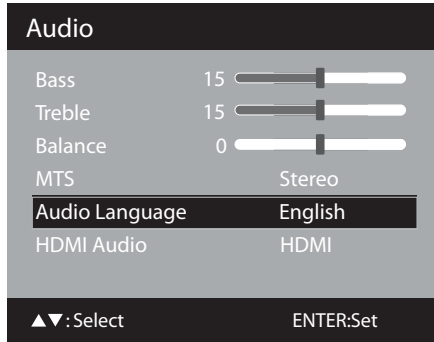 Audio
Bass 15
Treble 15
Balance 0
MTS Stereo
Audio Language English
HDMI Audio HDMI
▲▼: Select ENTER:Set